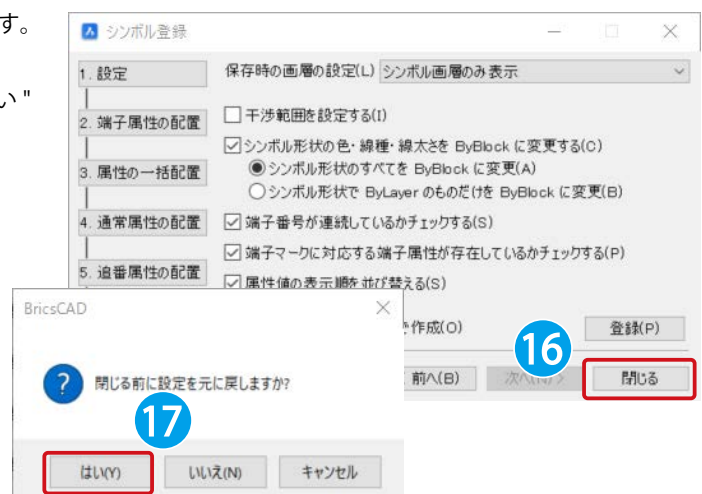 す。
い "
シンボル登録
1. 設定
保存時の画層の設定(L) シンボル画層のみ表示
2. 端子属性の配置
干渉範囲を設定する(I)
シンボル形状の色・線種・線太さを ByBlock に変更する(C)
3. 属性の一括配置
シンボル形状のすべてを ByBlock に変更(A)
シンボル形状で ByLayer のものだけを ByBlock に変更(B)
4. 通常属性の配置
端子番号が連続しているかチェックする(S)
端子マークに対応する端子属性が存在しているかチェックする(P)
5. 追番属性の配置
属性値の表示順を並び替える(S)
を作成(O)
登録(P)
16
前へ(B)
次へ(N) >
閉じる
BricsCAD
閉じる前に設定を元に戻しますか?
17
はい(Y)
いいえ(N)
キャンセル